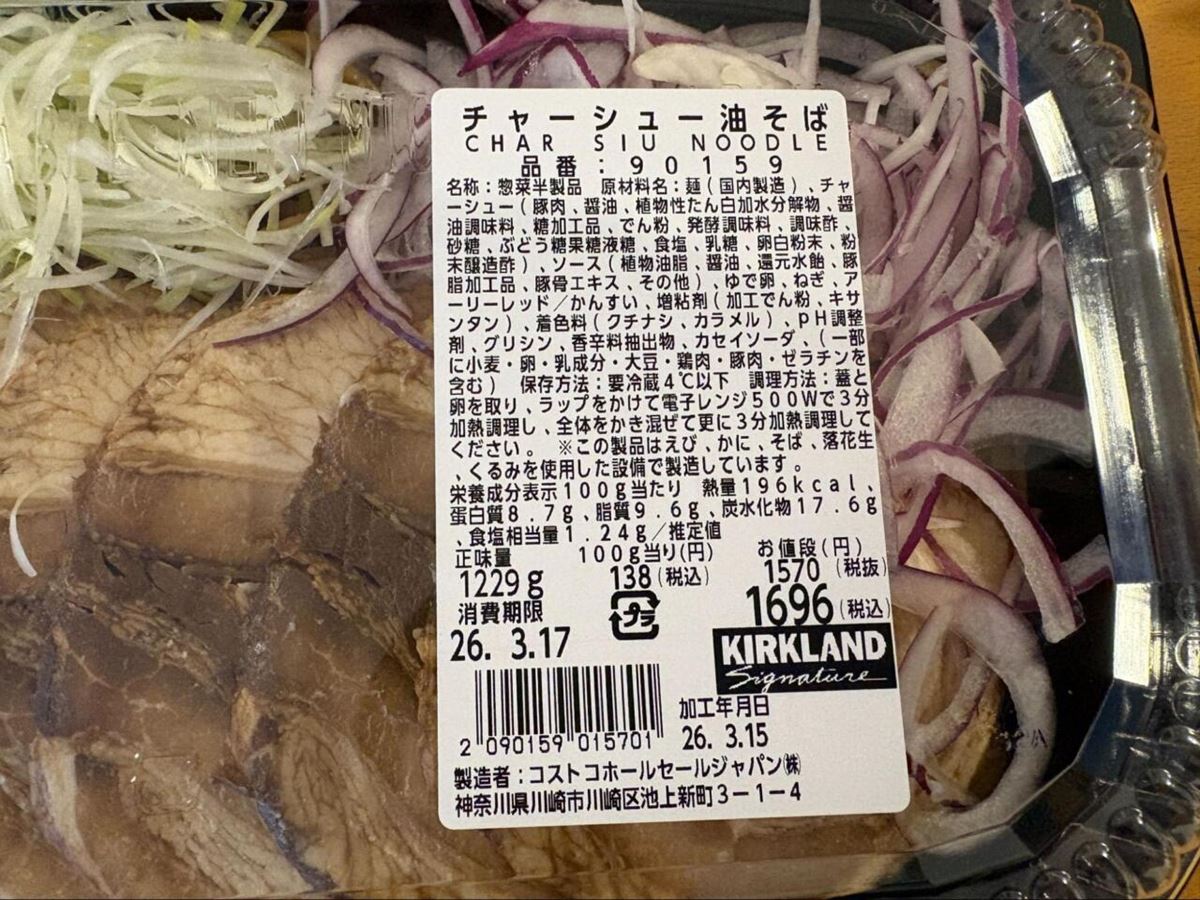 チャーシュー油そば
CHAR SIU NOODLE
品番:90159
名称:惣菜半製品 原材料名:麺(国内製造)、チャ
ーシュー(豚肉、醤油、植物性たん白加水分解物、醤
油調味料、糖加工品、でん粉、発酵調味料、調味酢、
砂糖、ぶどう糖果糖液糖、食塩、乳糖、卵白粉末、粉
末醸造酢)、ソース(植物油脂、醤油、還元水飴、豚
脂加工品、豚骨エキス、その他)、ゆで卵、ねぎ、ア
ーリーレッド/かんすい、増粘剤(加工でん粉、キサ
ンタン)、着色料(クチナシ、カラメル)、pH調整
剤、グリシン、香辛料抽出物、カセイソーダ、(一部
に小麦・卵・乳成分・大豆・鶏肉・豚肉・ゼラチンを
含む) 保存方法:要冷蔵4℃以下 調理方法:蓋と
卵を取り、ラップをかけて電子レンジ500Wで3分
加熱調理し、全体をかき混ぜて更に3分加熱調理して
ください。 ※この製品はえび、かに、そば、落花生
、くるみを使用した設備で製造しています。
栄養成分表示100g当たり 熱量196kcal、
蛋白質8.7g、脂質9.6g、炭水化物17.6g
、食塩相当量1.24g/推定値
正味量 100g当り(円) お値段(円)
1229g 138(税込) 1570(税抜)
消費期限 プラ 1696(税込)
26. 3.17
KIRKLAND
Signature
加工年月日
26. 3.15
2 090159 015701
製造者:コストコホールセールジャパン㈱
神奈川県川崎市川崎区池上新町3-1-4